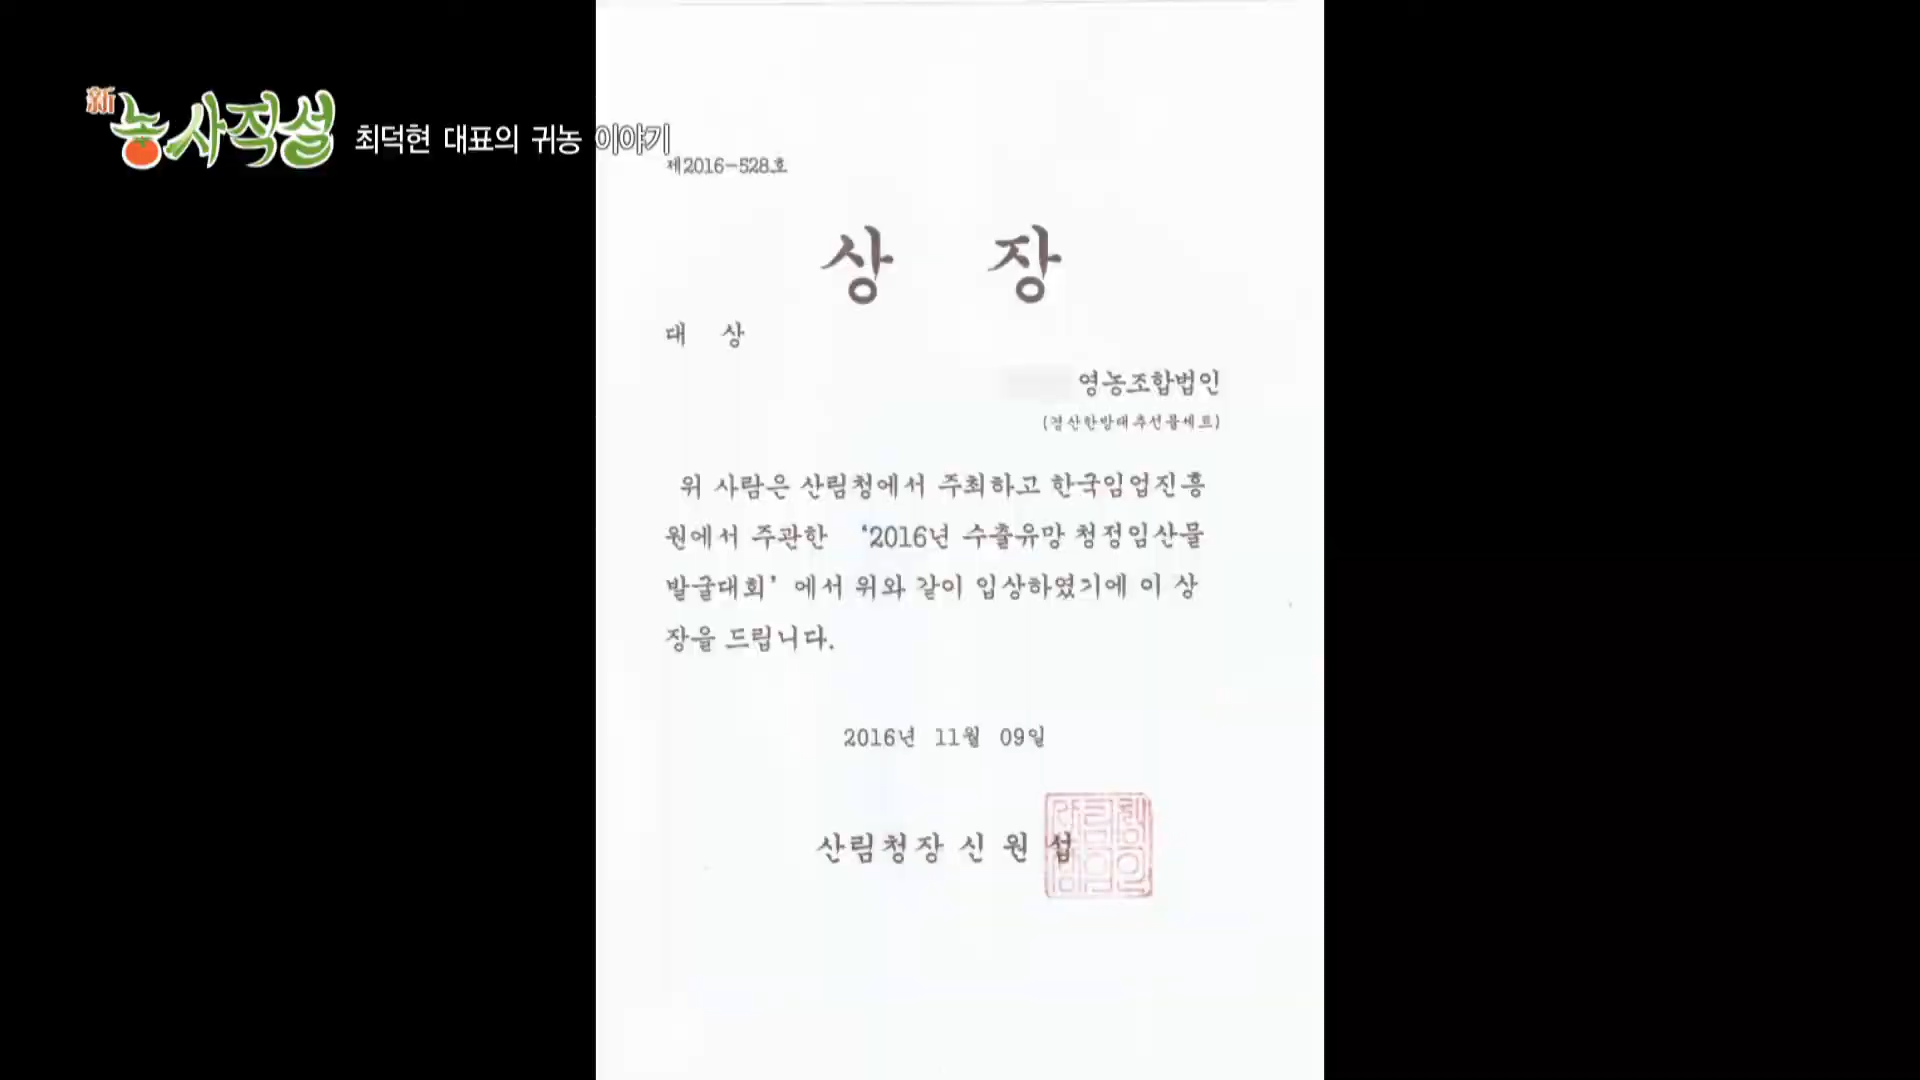 新 농사직설 최덕현 대표의 귀농 이야기
제2016-528호
상 장
대 상
영농조합법인
(결산한방대추선물세트)
위 사람은 산림청에서 주최하고 한국임업진흥
원에서 주관한 '2016년 수출유망 청정임산물
발굴대회' 에서 위와 같이 입상하였기에 이 상
장을 드립니다.
2016년 11월 09일
산림청장 신 원 섭